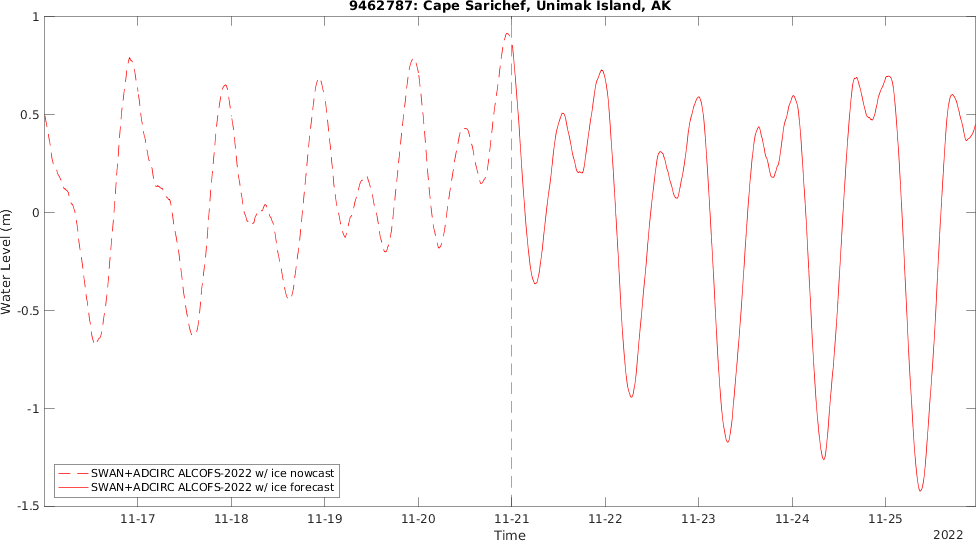 9462787: Cape Sarichef, Unimak Island, AK
1
0.5
0
-0.5
-1
-1.5
Water Level (m)
SWAN+ADCIRC ALCOFS-2022 w/ ice nowcast
SWAN+ADCIRC ALCOFS-2022 w/ ice forecast
11-17 11-18 11-19 11-20 11-21 11-22 11-23 11-24 11-25
Time
2022